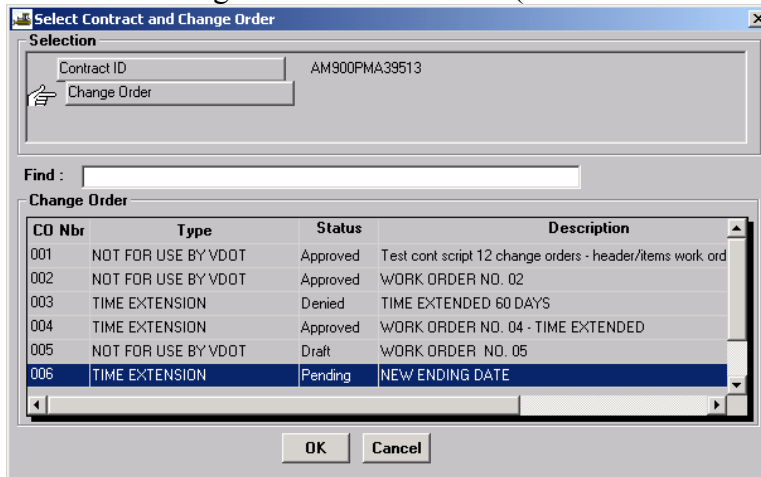 Select Contract and Change Order
Selection
Contract ID AM900PMA39513
Change Order
Find :
Change Order
CO Nbr Type Status Description
001 NOT FOR USE BY VDOT Approved Test cont script 12 change orders - header/items work ord
002 NOT FOR USE BY VDOT Approved WORK ORDER NO. 02
003 TIME EXTENSION Denied TIME EXTENDED 60 DAYS
004 TIME EXTENSION Approved WORK ORDER NO. 04 - TIME EXTENDED
005 NOT FOR USE BY VDOT Draft WORK ORDER NO. 05
006 TIME EXTENSION Pending NEW ENDING DATE
OK Cancel